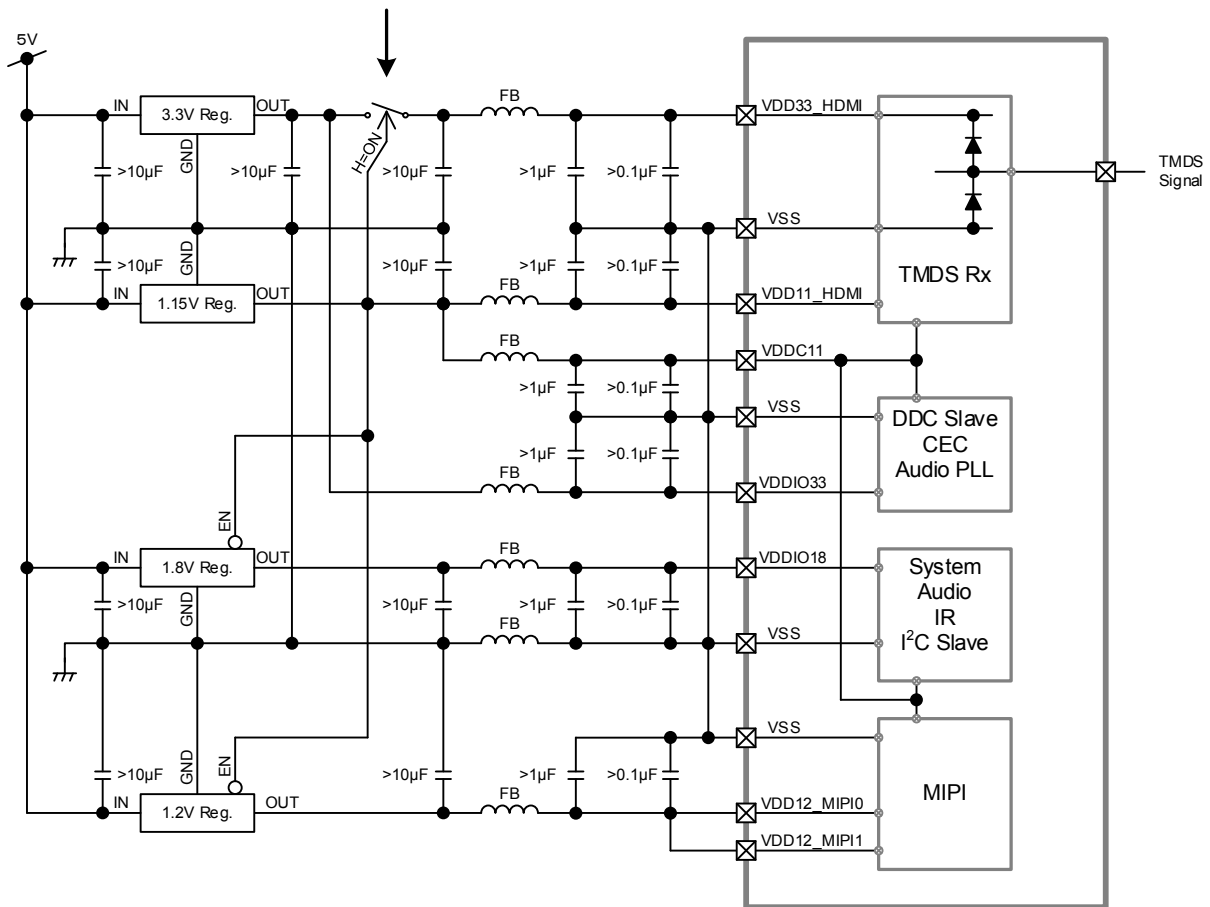 5V
IN
3.3V Reg.
OUT
FB
VDD33_HDMI
GND
H=ON
>10µF
>10µF
>10µF
>1µF
>0.1µF
TMDS
Signal
VSS
GND
>10µF
>10µF
>1µF
>0.1µF
TMDS Rx
IN
1.15V Reg.
OUT
FB
VDD11_HDMI
FB
VDDC11
>1µF
>0.1µF
VSS
DDC Slave
CEC
Audio PLL
>1µF
>0.1µF
FB
VDDIO33
EN
IN
1.8V Reg.
OUT
FB
VDDIO18
System
Audio
IR
I²C Slave
>10µF
GND
>10µF
>1µF
>0.1µF
FB
VSS
VSS
GND
EN
>10µF
>10µF
>1µF
>0.1µF
MIPI
IN
1.2V Reg.
OUT
FB
VDD12_MIPI0
VDD12_MIPI1